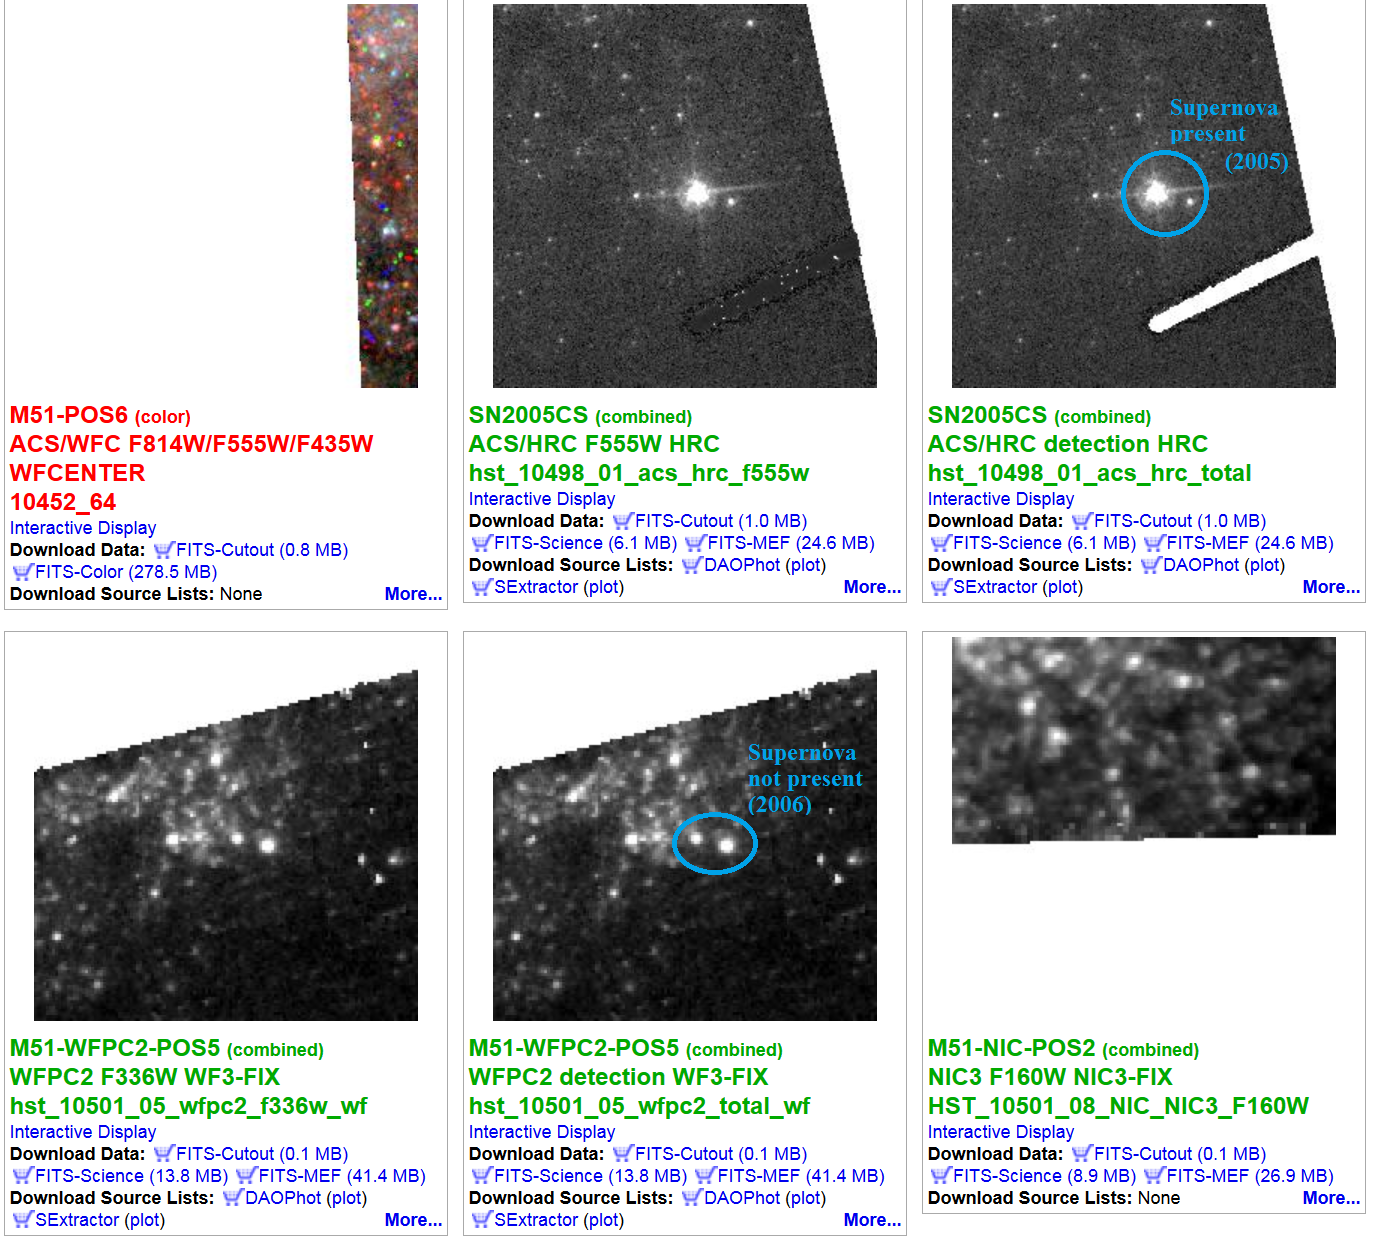 Supernova
present
(2005)
M51-POS6 (color)
ACS/WFC F814W/F555W/F435W
WFCENTER
10452_64
Interactive Display
Download Data: FITS-Cutout (0.8 MB)
FITS-Color (278.5 MB)
Download Source Lists: None
More...
SN2005CS (combined)
ACS/HRC F555W HRC
hst_10498_01_acs_hrc_f555w
Interactive Display
Download Data: FITS-Cutout (1.0 MB)
FITS-Science (6.1 MB) FITS-MEF (24.6 MB)
Download Source Lists: DAOPhot (plot)
SExtractor (plot)
More...
SN2005CS (combined)
ACS/HRC detection HRC
hst_10498_01_acs_hrc_total
Interactive Display
Download Data: FITS-Cutout (1.0 MB)
FITS-Science (6.1 MB) FITS-MEF (24.6 MB)
Download Source Lists: DAOPhot (plot)
SExtractor (plot)
More...
Supernova
not present
(2006)
M51-WFPC2-POS5 (combined)
WFPC2 F336W WF3-FIX
hst_10501_05_wfpc2_f336w_wf
Interactive Display
Download Data: FITS-Cutout (0.1 MB)
FITS-Science (13.8 MB) FITS-MEF (41.4 MB)
Download Source Lists: DAOPhot (plot)
SExtractor (plot)
More...
M51-WFPC2-POS5 (combined)
WFPC2 detection WF3-FIX
hst_10501_05_wfpc2_total_wf
Interactive Display
Download Data: FITS-Cutout (0.1 MB)
FITS-Science (13.8 MB) FITS-MEF (41.4 MB)
Download Source Lists: DAOPhot (plot)
SExtractor (plot)
More...
M51-NIC-POS2 (combined)
NIC3 F160W NIC3-FIX
HST_10501_08_NIC_NIC3_F160W
Interactive Display
Download Data: FITS-Cutout (0.1 MB)
FITS-Science (8.9 MB) FITS-MEF (26.9 MB)
Download Source Lists: None
More...